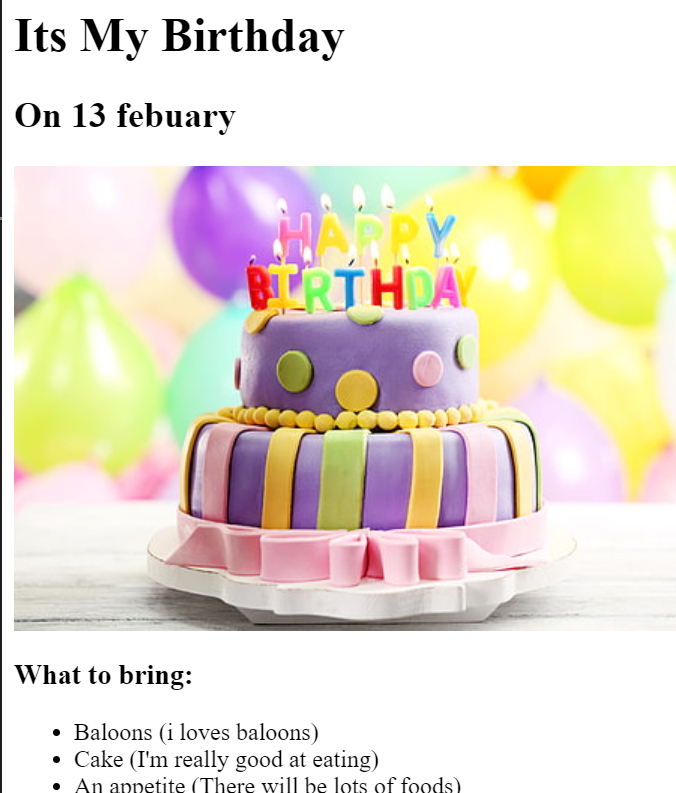 Its My Birthday
On 13 febuary
HAPPY
BIRTHDAY
What to bring:
Baloons (i loves baloons)
Cake (I'm really good at eating)
An appetite (There will be lots of foods)